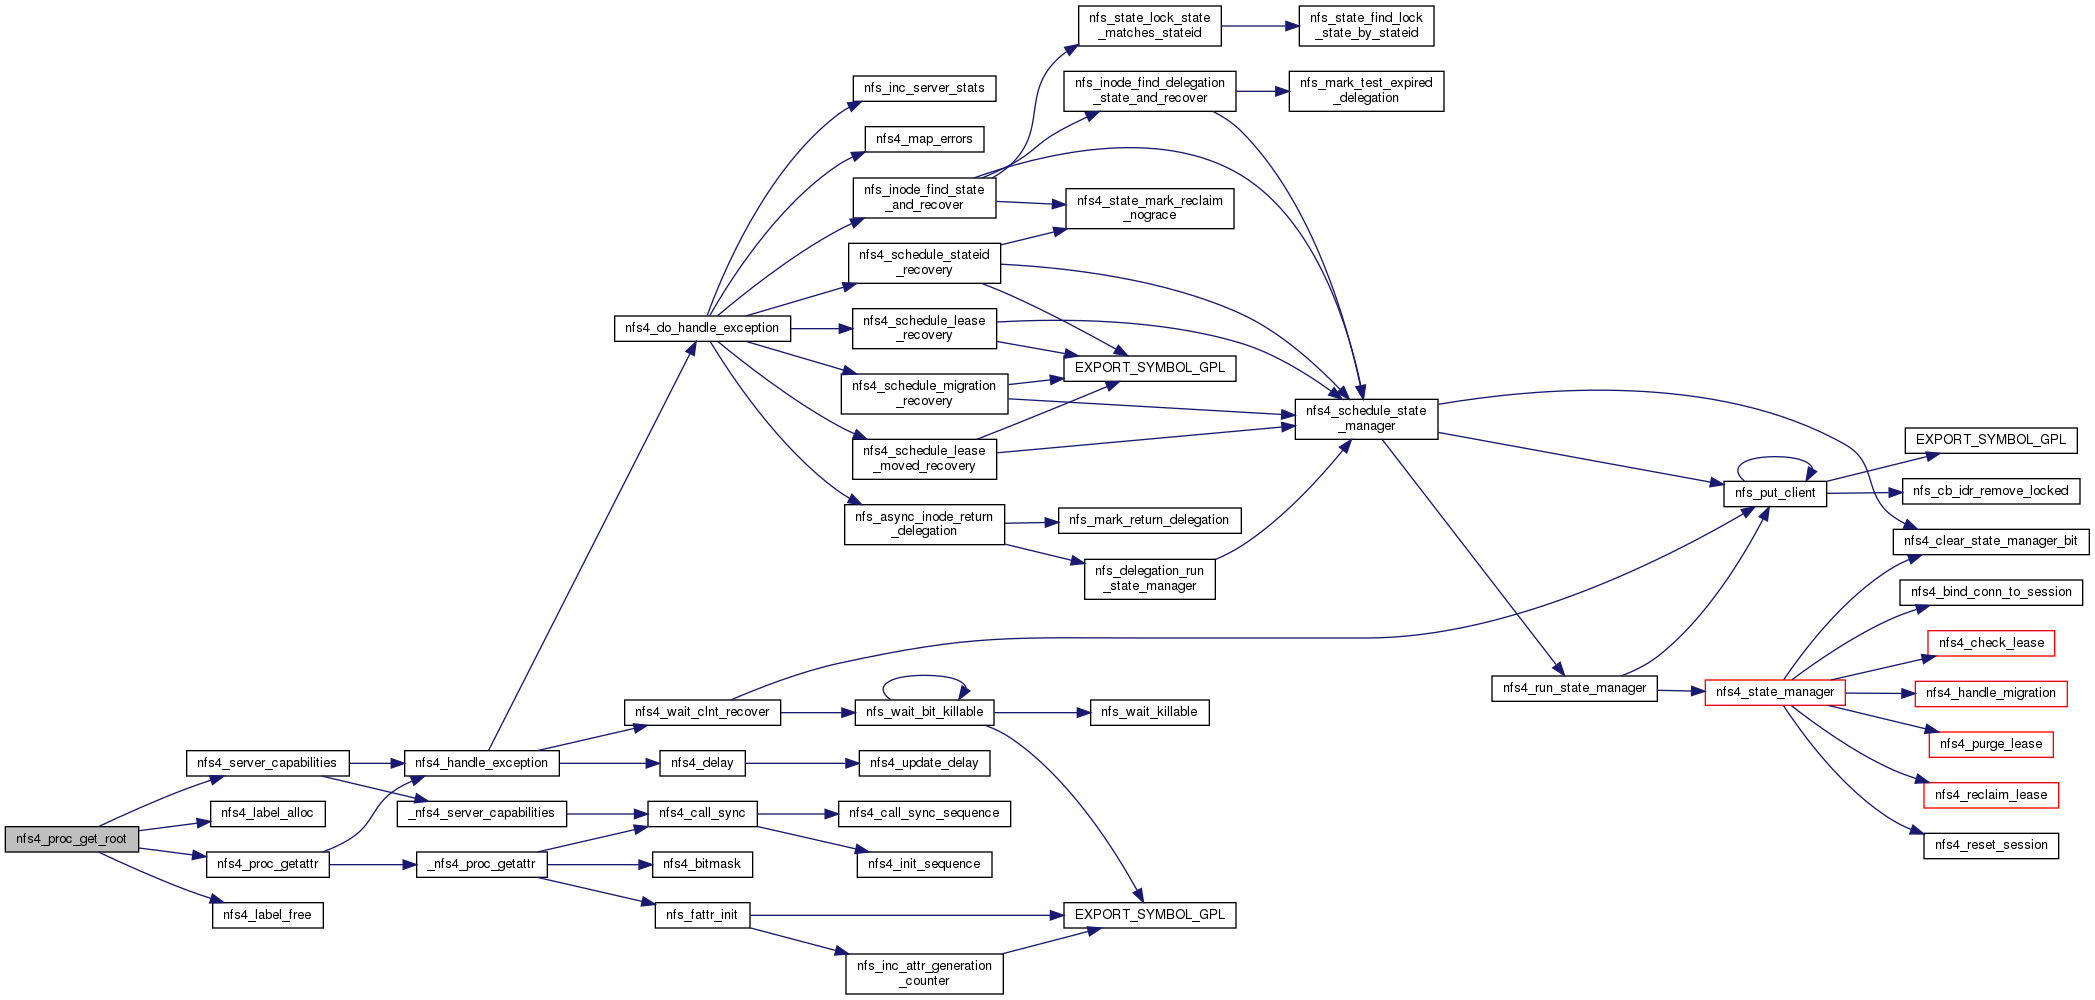 nfs4_proc_get_root
nfs4_server_capabilities
nfs4_label_alloc
nfs4_proc_getattr
nfs4_label_free
nfs4_handle_exception
_nfs4_server_capabilities
_nfs4_proc_getattr
nfs4_do_handle_exception
nfs4_wait_clnt_recover
nfs4_delay
nfs4_call_sync
nfs4_bitmask
nfs_fattr_init
nfs_inc_server_stats
nfs4_map_errors
nfs_inode_find_state
_and_recover
nfs4_schedule_stateid
_recovery
nfs4_schedule_lease
_recovery
nfs4_schedule_migration
_recovery
nfs4_schedule_lease
_moved_recovery
nfs_async_inode_return
_delegation
nfs_wait_bit_killable
nfs4_update_delay
nfs4_call_sync_sequence
nfs4_init_sequence
nfs_inc_attr_generation
_counter
nfs_state_lock_state
_matches_stateid
nfs_inode_find_delegation
_state_and_recover
nfs4_state_mark_reclaim
_nograce
EXPORT_SYMBOL_GPL
nfs_mark_return_delegation
nfs_delegation_run
_state_manager
nfs_wait_killable
EXPORT_SYMBOL_GPL
nfs_state_find_lock
_state_by_stateid
nfs_mark_test_expired
_delegation
nfs4_schedule_state
_manager
nfs4_run_state_manager
nfs_put_client
nfs4_state_manager
EXPORT_SYMBOL_GPL
nfs_cb_idr_remove_locked
nfs4_clear_state_manager_bit
nfs4_bind_conn_to_session
nfs4_check_lease
nfs4_handle_migration
nfs4_purge_lease
nfs4_reclaim_lease
nfs4_reset_session